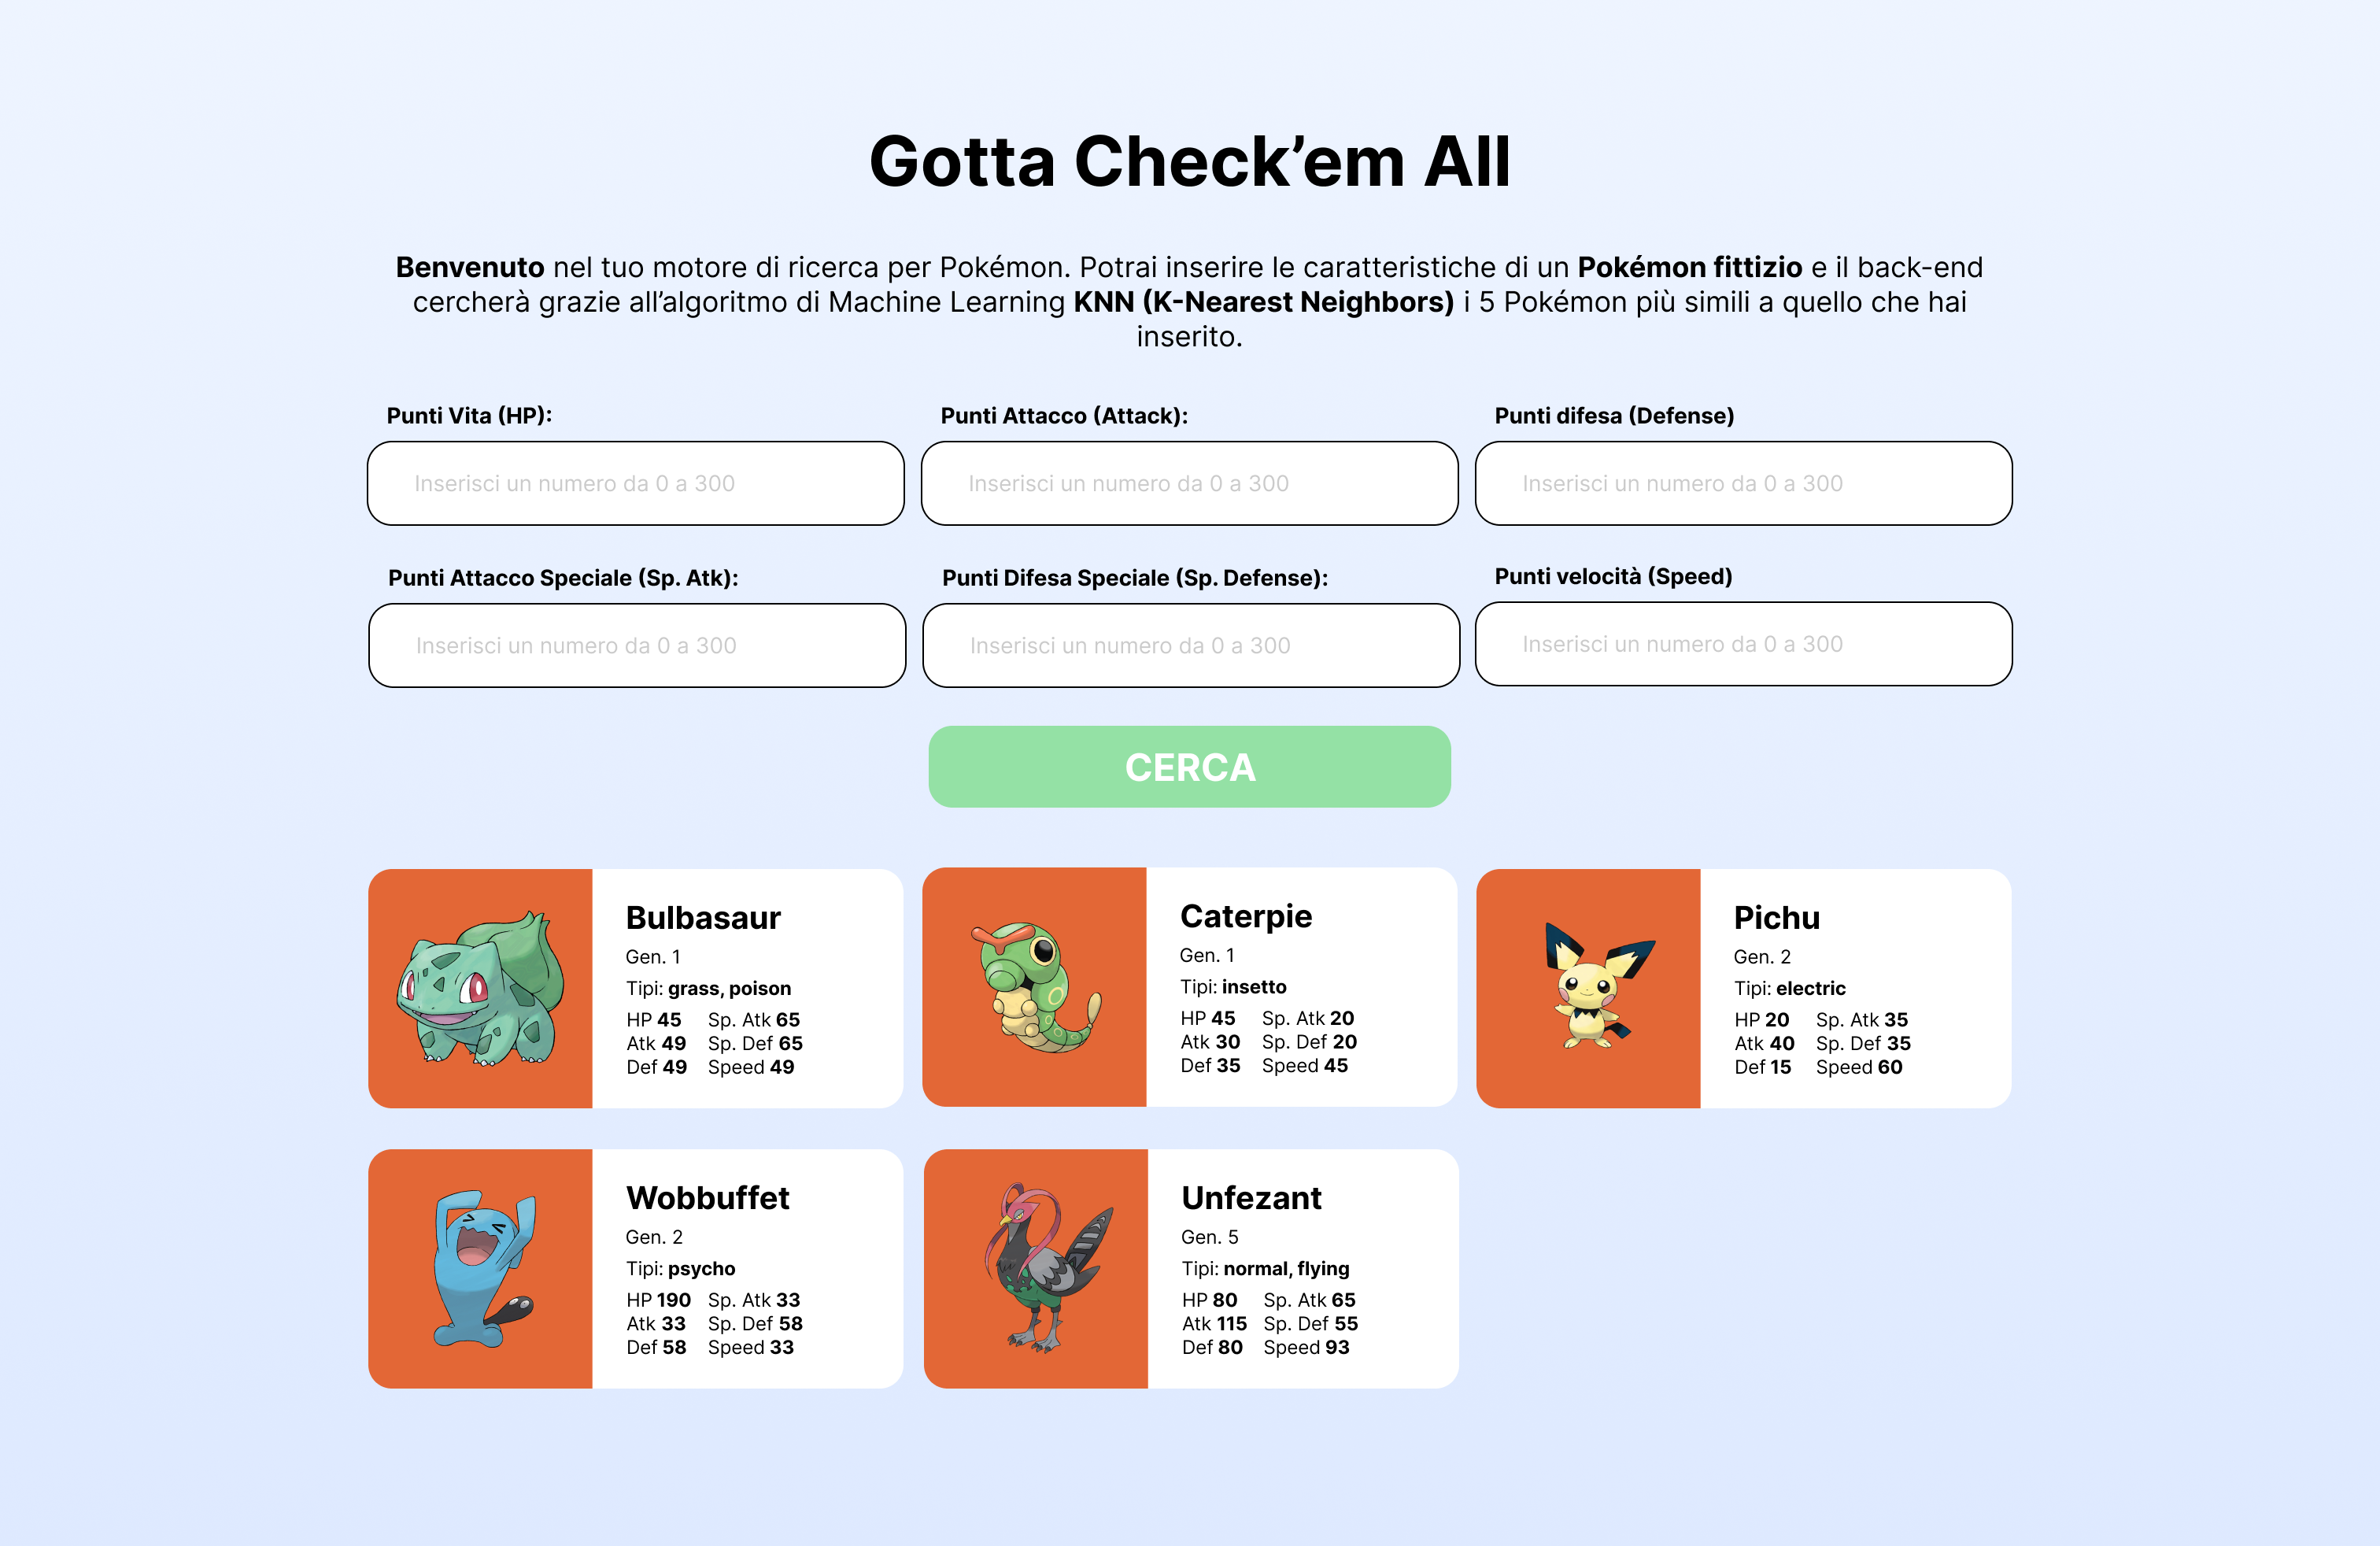 Gotta Check’em All
Benvenuto nel tuo motore di ricerca per Pokémon. Potrai inserire le caratteristiche di un Pokémon fittizio e il back-end
cercherà grazie all’algoritmo di Machine Learning KNN (K-Nearest Neighbors) i 5 Pokémon più simili a quello che hai
inserito.
Punti Vita (HP):
Inserisci un numero da 0 a 300
Punti Attacco (Attack):
Inserisci un numero da 0 a 300
Punti difesa (Defense)
Inserisci un numero da 0 a 300
Punti Attacco Speciale (Sp. Atk):
Inserisci un numero da 0 a 300
Punti Difesa Speciale (Sp. Defense):
Inserisci un numero da 0 a 300
Punti velocità (Speed)
Inserisci un numero da 0 a 300
CERCA
Bulbasaur
Gen. 1
Tipi: grass, poison
HP 45 Sp. Atk 65
Atk 49 Sp. Def 65
Def 49 Speed 49
Caterpie
Gen. 1
Tipi: insetto
HP 45 Sp. Atk 20
Atk 30 Sp. Def 20
Def 35 Speed 45
Pichu
Gen. 2
Tipi: electric
HP 20 Sp. Atk 35
Atk 40 Sp. Def 35
Def 15 Speed 60
Wobbuffet
Gen. 2
Tipi: psycho
HP 190 Sp. Atk 33
Atk 33 Sp. Def 58
Def 58 Speed 33
Unfezant
Gen. 5
Tipi: normal, flying
HP 80 Sp. Atk 65
Atk 115 Sp. Def 55
Def 80 Speed 93